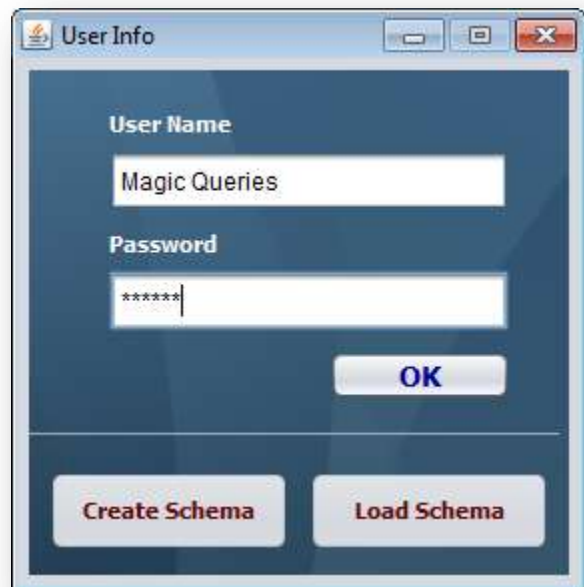 User Info
User Name
Magic Queries
Password
******
OK
Create Schema Load Schema